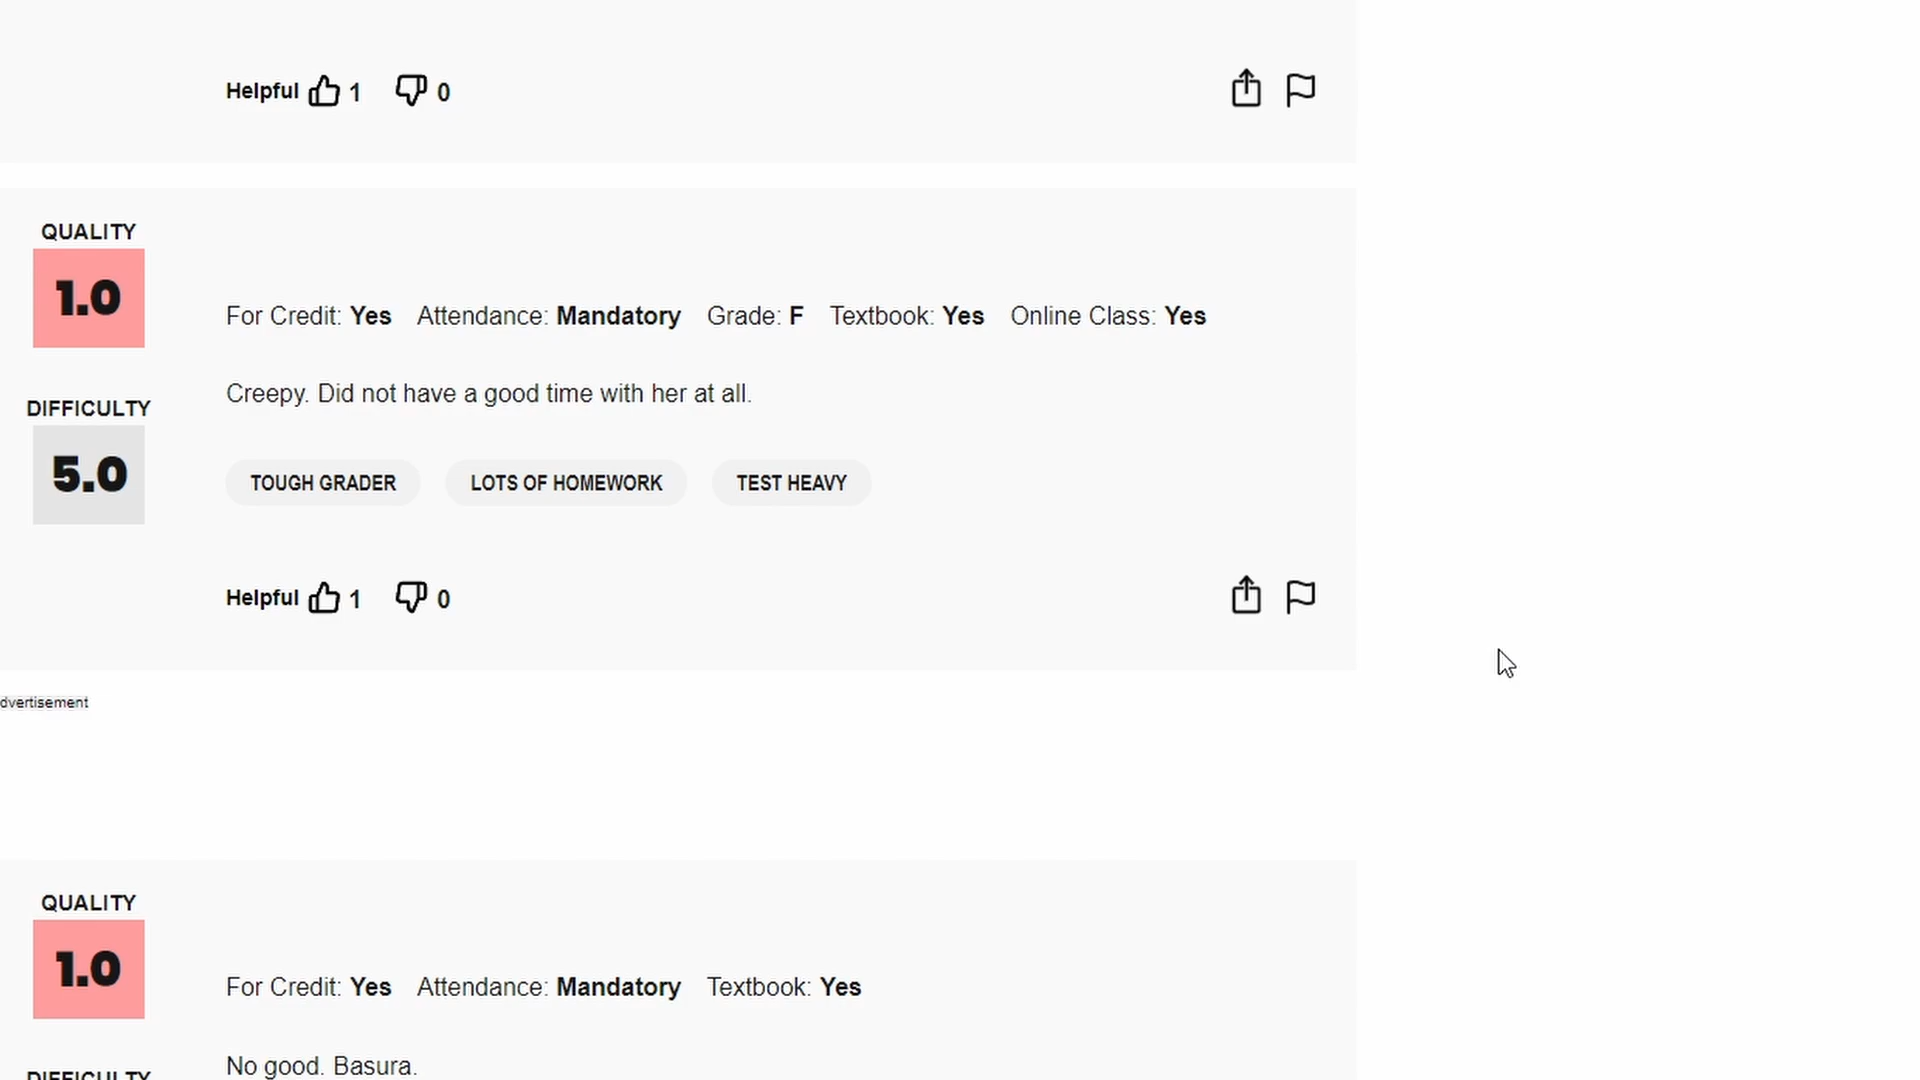 Helpful 1 0
QUALITY
1.0
For Credit: Yes Attendance: Mandatory Grade: F Textbook: Yes Online Class: Yes
Creepy. Did not have a good time with her at all.
DIFFICULTY
5.0
TOUGH GRADER LOTS OF HOMEWORK TEST HEAVY
Helpful 1 0
dvertisement
QUALITY
1.0
For Credit: Yes Attendance: Mandatory Textbook: Yes
No good. Basura.
DIFFICULTY